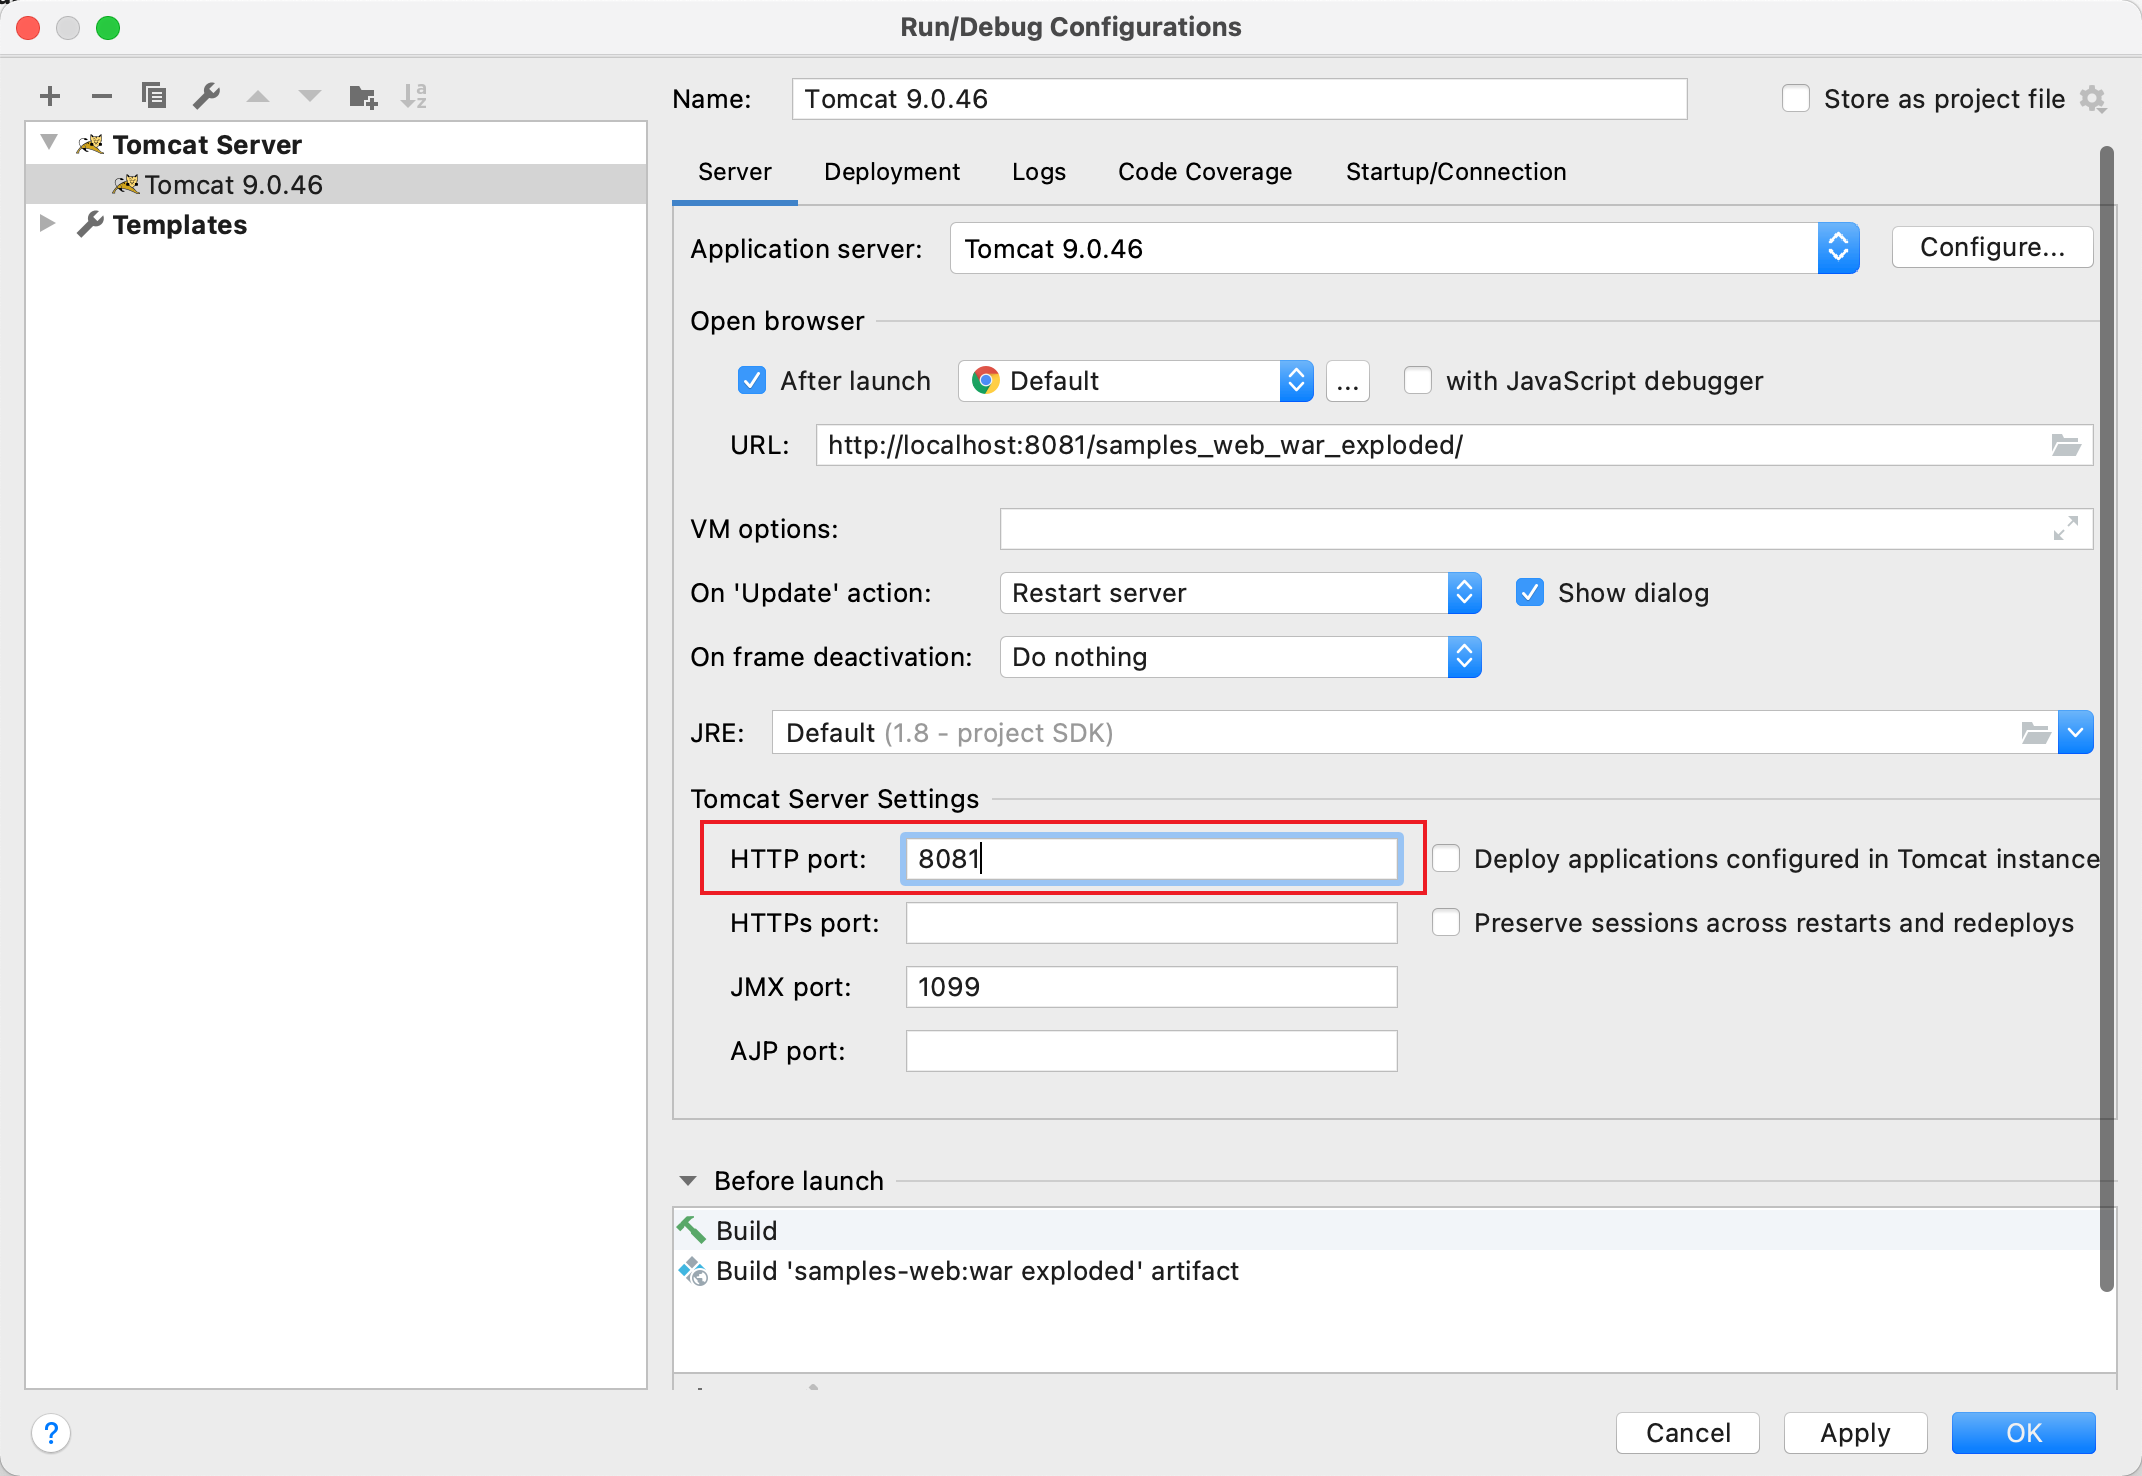 Run/Debug Configurations
Name: Tomcat 9.0.46 Store as project file
Tomcat Server
Tomcat 9.0.46
Templates
Server Deployment Logs Code Coverage Startup/Connection
Application server: Tomcat 9.0.46 Configure...
Open browser
After launch Default ... with JavaScript debugger
URL: http://localhost:8081/samples_web_war_exploded/
VM options:
On 'Update' action: Restart server Show dialog
On frame deactivation: Do nothing
JRE: Default (1.8 - project SDK)
Tomcat Server Settings
HTTP port: 8081 Deploy applications configured in Tomcat instance
HTTPs port: Preserve sessions across restarts and redeploys
JMX port: 1099
AJP port:
Before launch
Build
Build 'samples-web:war exploded' artifact
? Cancel Apply OK